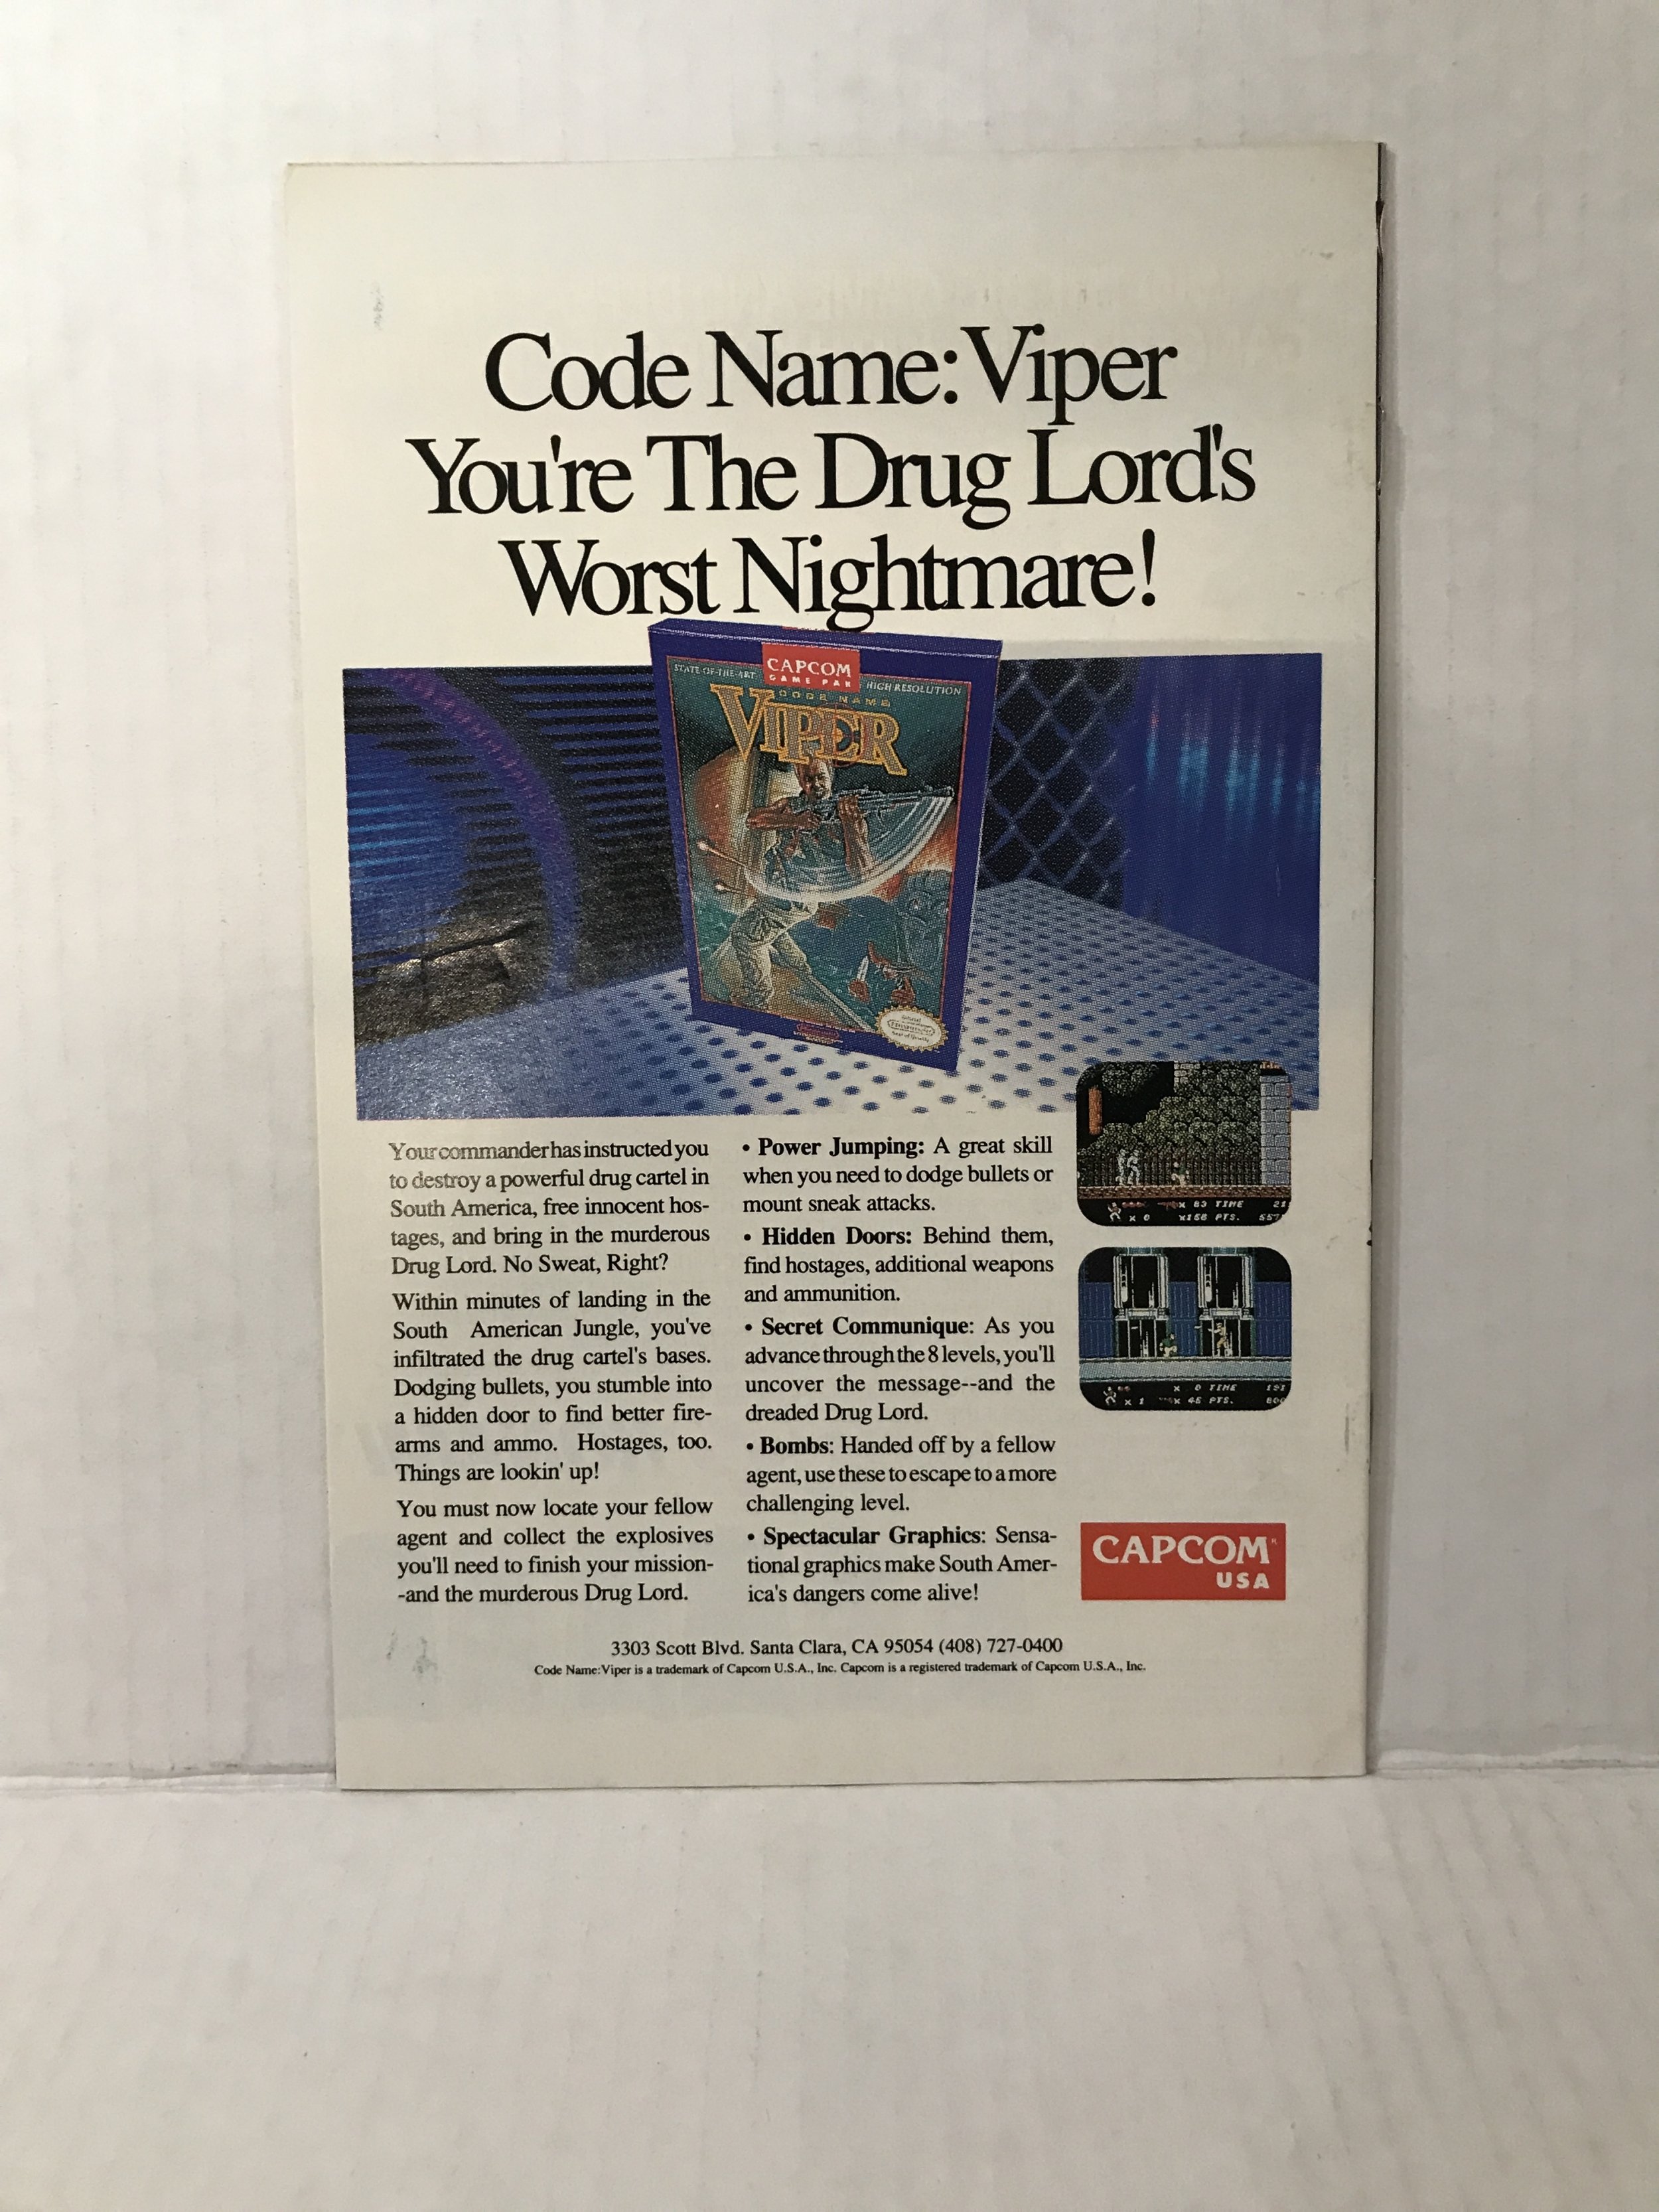 Code Name: Viper
You're The Drug Lord's
Worst Nightmare!
CAPCOM
GAME PAK
STATE-OF-THE-ART
HIGH RESOLUTION
CODE NAME
VIPER
Your commander has instructed you
to destroy a powerful drug cartel in
South America, free innocent hos-
tages, and bring in the murderous
Drug Lord. No Sweat, Right?
Within minutes of landing in the
South American Jungle, you've
infiltrated the drug cartel's bases.
Dodging bullets, you stumble into
a hidden door to find better fire-
arms and ammo. Hostages, too.
Things are lookin' up!
You must now locate your fellow
agent and collect the explosives
you'll need to finish your mission-
-and the murderous Drug Lord.
• Power Jumping: A great skill
when you need to dodge bullets or
mount sneak attacks.
• Hidden Doors: Behind them,
find hostages, additional weapons
and ammunition.
• Secret Communique: As you
advance through the 8 levels, you'll
uncover the message--and the
dreaded Drug Lord.
• Bombs: Handed off by a fellow
agent, use these to escape to a more
challenging level.
• Spectacular Graphics: Sensa-
tional graphics make South Amer-
ica's dangers come alive!
x 83 TIME 21
x 0 x166 PTS.
x 0 TIME 191
x 1 x 45 PTS.
CAPCOM
USA
3303 Scott Blvd. Santa Clara, CA 95054 (408) 727-0400
Code Name: Viper is a trademark of Capcom U.S.A., Inc. Capcom is a registered trademark of Capcom U.S.A., Inc.